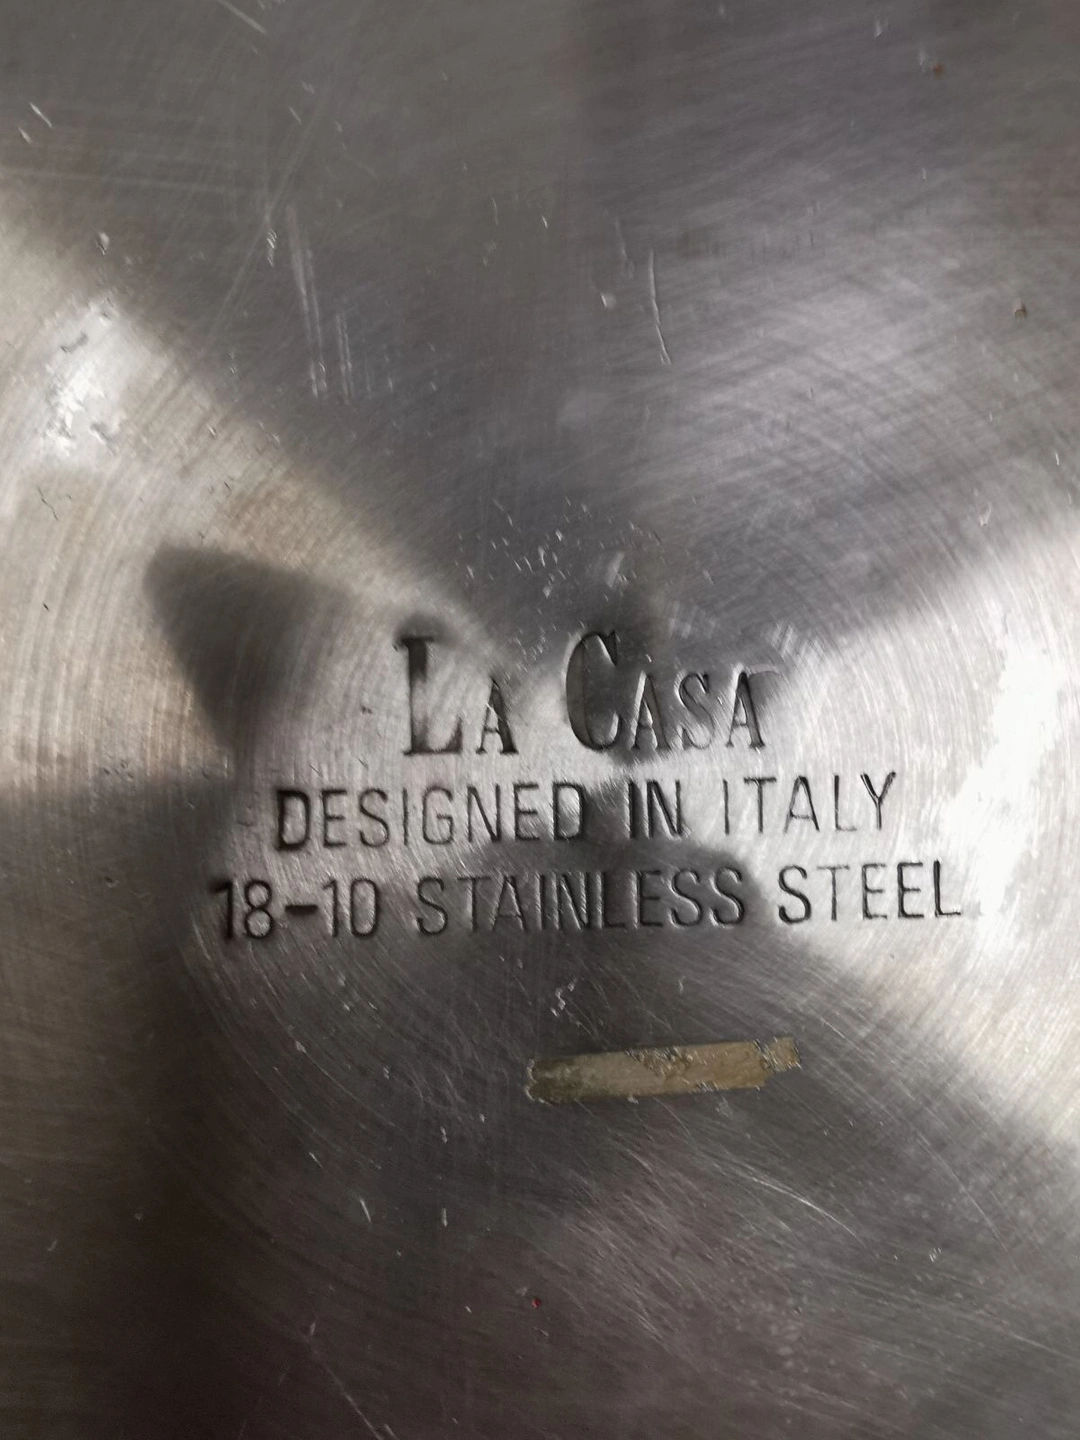 LA CASA
DESIGNED IN ITALY
18-10 STAINLESS STEEL